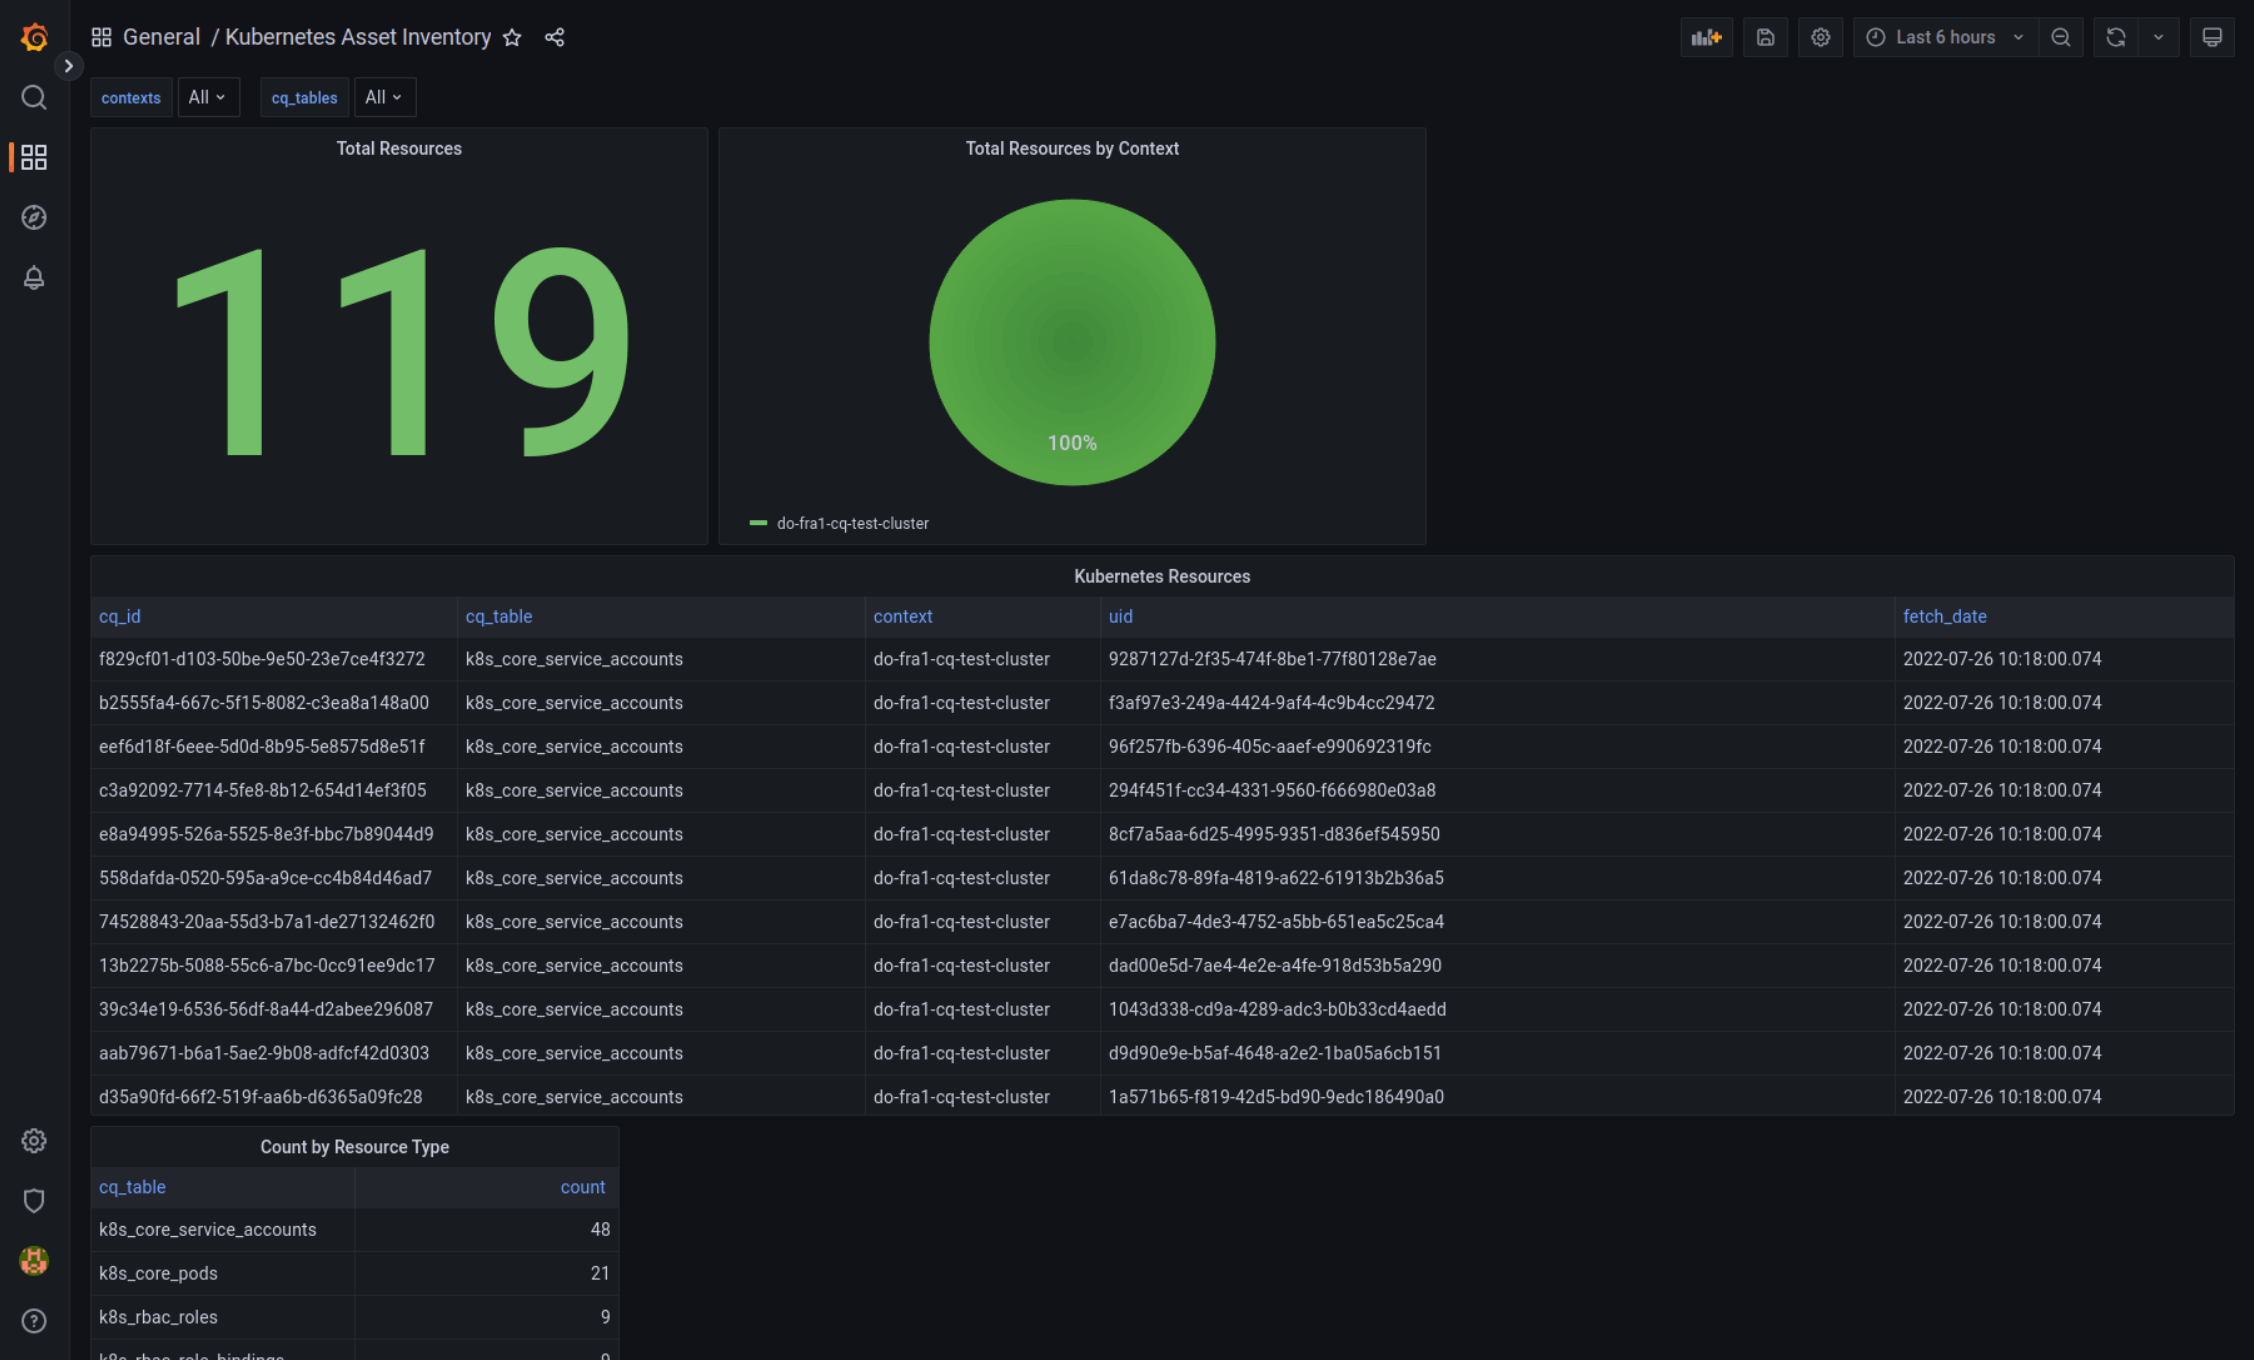 General / Kubernetes Asset Inventory
Last 6 hours
contexts All cq_tables All
Total Resources
119
Total Resources by Context
100%
do-fra1-cq-test-cluster
Kubernetes Resources
cq_id cq_table context uid fetch_date
f829cf01-d103-50be-9e50-23e7ce4f3272 k8s_core_service_accounts do-fra1-cq-test-cluster 9287127d-2f35-474f-8be1-77f80128e7ae 2022-07-26 10:18:00.074
b2555fa4-667c-5f15-8082-c3ea8a148a00 k8s_core_service_accounts do-fra1-cq-test-cluster f3af97e3-249a-4424-9af4-4c9b4cc29472 2022-07-26 10:18:00.074
eef6d18f-6eee-5d0d-8b95-5e8575d8e51f k8s_core_service_accounts do-fra1-cq-test-cluster 96f257fb-6396-405c-aaef-e990692319fc 2022-07-26 10:18:00.074
c3a92092-7714-5fe8-8b12-654d14ef3f05 k8s_core_service_accounts do-fra1-cq-test-cluster 294f451f-cc34-4331-9560-f666980e03a8 2022-07-26 10:18:00.074
e8a94995-526a-5525-8e3f-bbc7b89044d9 k8s_core_service_accounts do-fra1-cq-test-cluster 8cf7a5aa-6d25-4995-9351-d836ef545950 2022-07-26 10:18:00.074
558dafda-0520-595a-a9ce-cc4b84d46ad7 k8s_core_service_accounts do-fra1-cq-test-cluster 61da8c78-89fa-4819-a622-61913b2b36a5 2022-07-26 10:18:00.074
74528843-20aa-55d3-b7a1-de27132462f0 k8s_core_service_accounts do-fra1-cq-test-cluster e7ac6ba7-4de3-4752-a5bb-651ea5c25ca4 2022-07-26 10:18:00.074
13b2275b-5088-55c6-a7bc-0cc91ee9dc17 k8s_core_service_accounts do-fra1-cq-test-cluster dad00e5d-7ae4-4e2e-a4fe-918d53b5a290 2022-07-26 10:18:00.074
39c34e19-6536-56df-8a44-d2abee296087 k8s_core_service_accounts do-fra1-cq-test-cluster 1043d338-cd9a-4289-adc3-b0b33cd4aedd 2022-07-26 10:18:00.074
aab79671-b6a1-5ae2-9b08-adfcf42d0303 k8s_core_service_accounts do-fra1-cq-test-cluster d9d90e9e-b5af-4648-a2e2-1ba05a6cb151 2022-07-26 10:18:00.074
d35a90fd-66f2-519f-aa6b-d6365a09fc28 k8s_core_service_accounts do-fra1-cq-test-cluster 1a571b65-f819-42d5-bd90-9edc186490a0 2022-07-26 10:18:00.074
Count by Resource Type
cq_table count
k8s_core_service_accounts 48
k8s_core_pods 21
k8s_rbac_roles 9
k8s_rbac_role_bindings 9